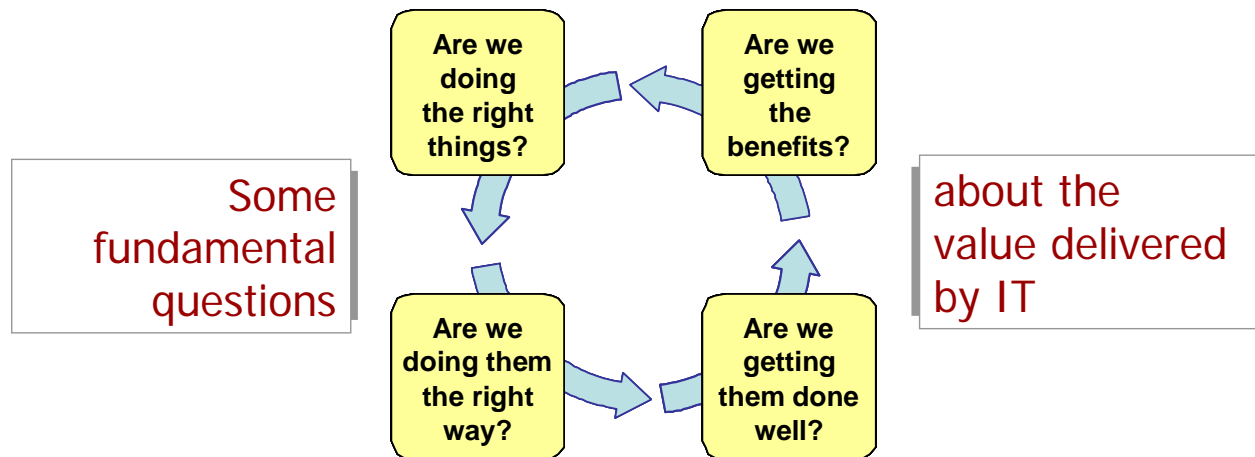 Some
fundamental
questions
Are we
doing
the right
things?
Are we
doing them
the right
way?
Are we
getting
them done
well?
Are we
getting
the
benefits?
about the
value delivered
by IT